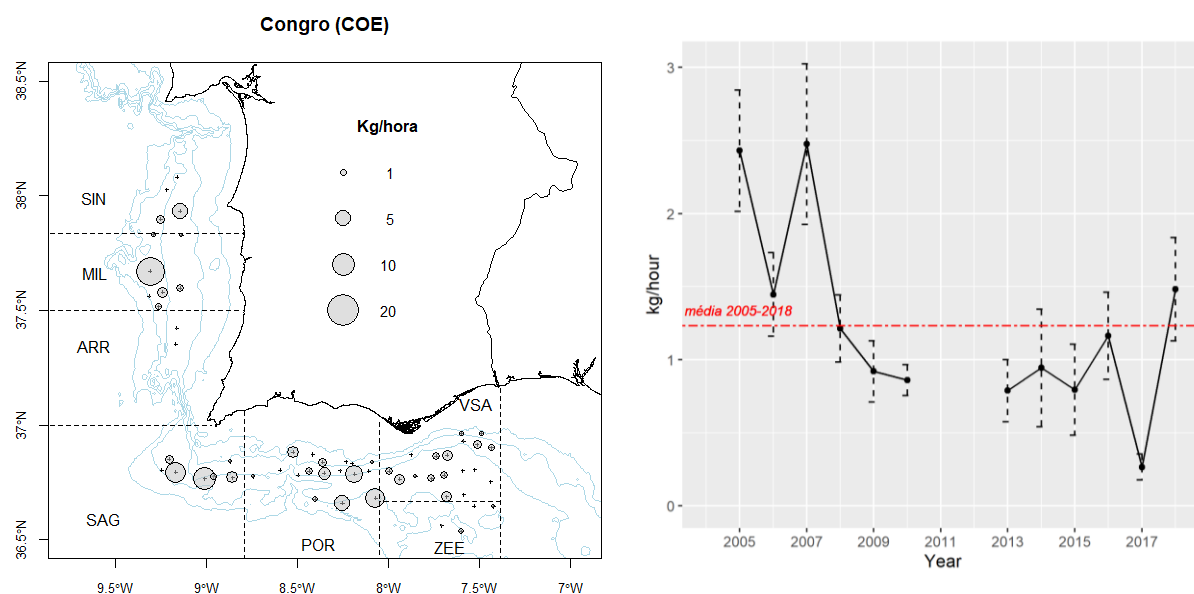 Congro (COE)
38.5°N
38°N
37.5°N
37°N
36.5°N
Kg/hora
1
5
10
20
SIN
MIL
ARR
VSA
SAG
POR
ZEE
9.5°W
9°W
8.5°W
8°W
7.5°W
7°W
kg/hour
3
2
1
0
média 2005-2018
2005
2007
2009
2011
2013
2015
2017
Year